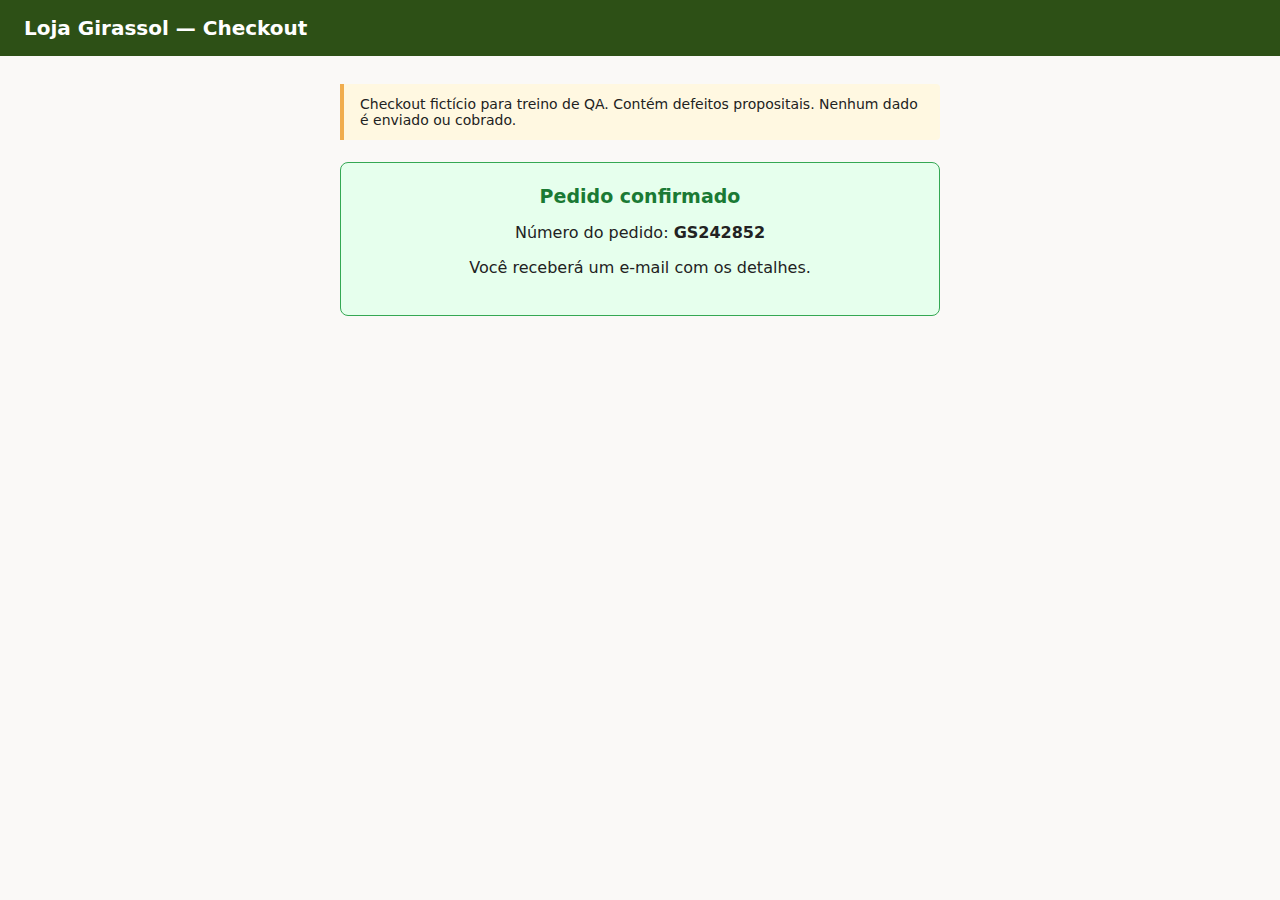 Loja Girassol — Checkout
Checkout fictício para treino de QA. Contém defeitos propositais. Nenhum dado
é enviado ou cobrado.
Pedido confirmado
Número do pedido: GS242852
Você receberá um e-mail com os detalhes.